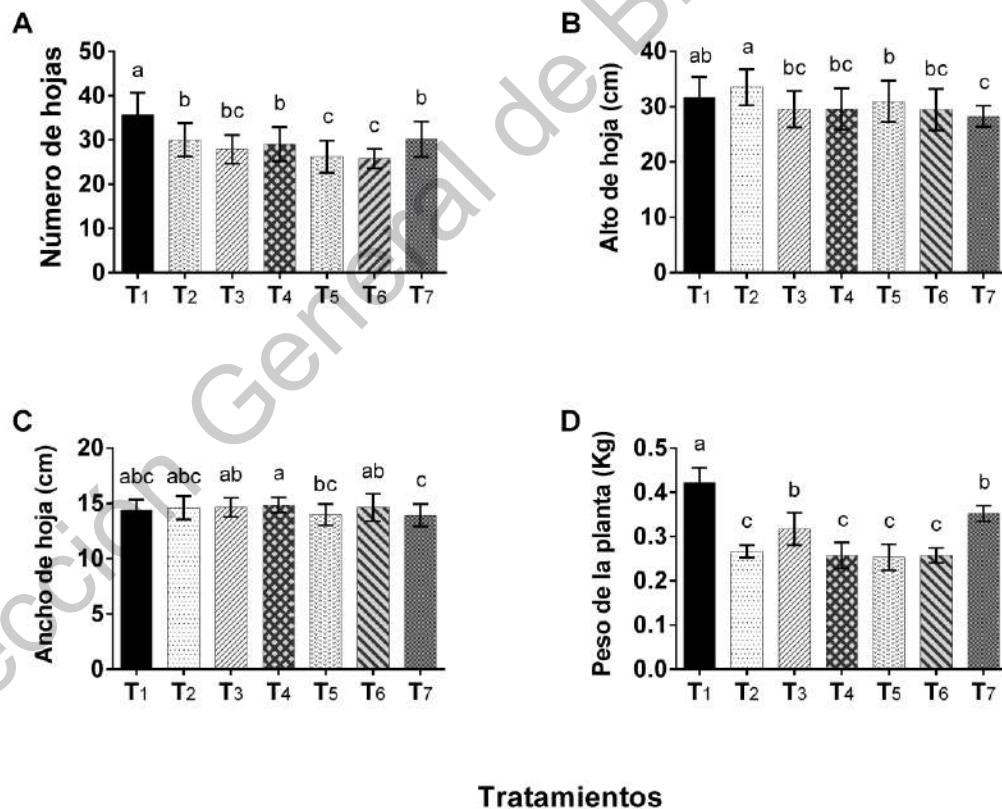 A
Número de hojas
50
40
30
20
10
0
a
b
bc
b
c
c
b
T1 T2 T3 T4 T5 T6 T7
B
Alto de hoja (cm)
40
30
20
10
0
ab
a
bc
bc
b
bc
c
T1 T2 T3 T4 T5 T6 T7
C
Ancho de hoja (cm)
20
15
10
5
0
abc
abc
ab
a
bc
ab
c
T1 T2 T3 T4 T5 T6 T7
D
Peso de la planta (Kg)
0.5
0.4
0.3
0.2
0.1
0.0
a
c
b
c
c
c
b
T1 T2 T3 T4 T5 T6 T7
Tratamientos
ección General de B